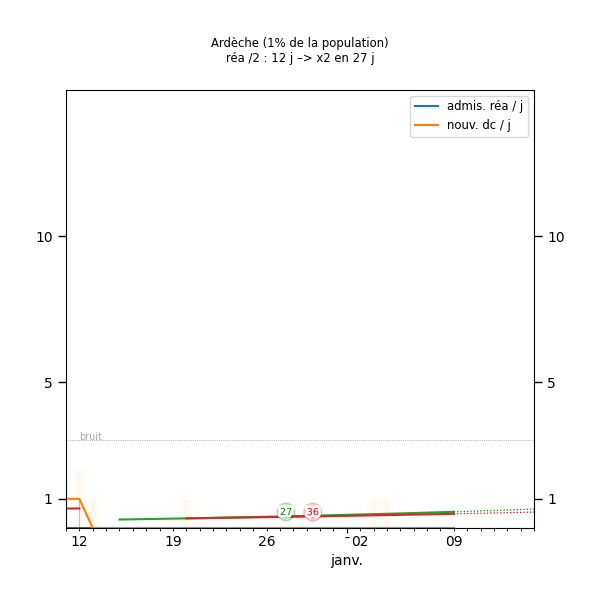 Ardèche (1% de la population)
réa /2 : 12 j –> x2 en 27 j
admis. réa / j
nouv. dc / j
10
10
5
5
bruit
1
1
27
36
12
19
26
02
09
janv.